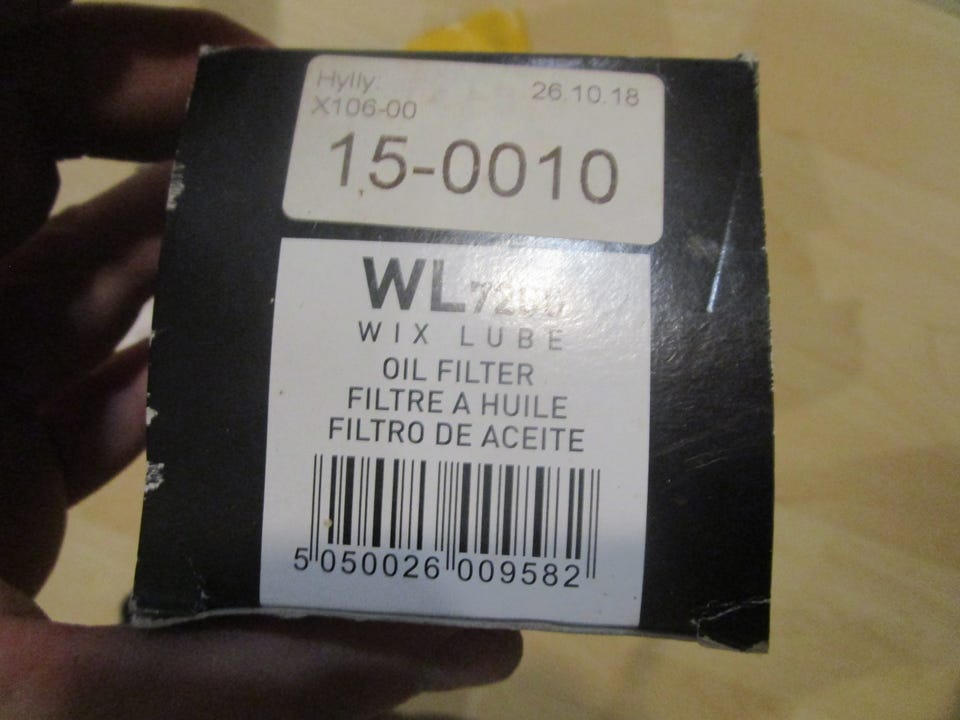 Hylly:
26.10.18
X106-00
15-0010
WL
WIX LUBE
OIL FILTER
FILTRE A HUILE
FILTRO DE ACEITE
5 050026 009582